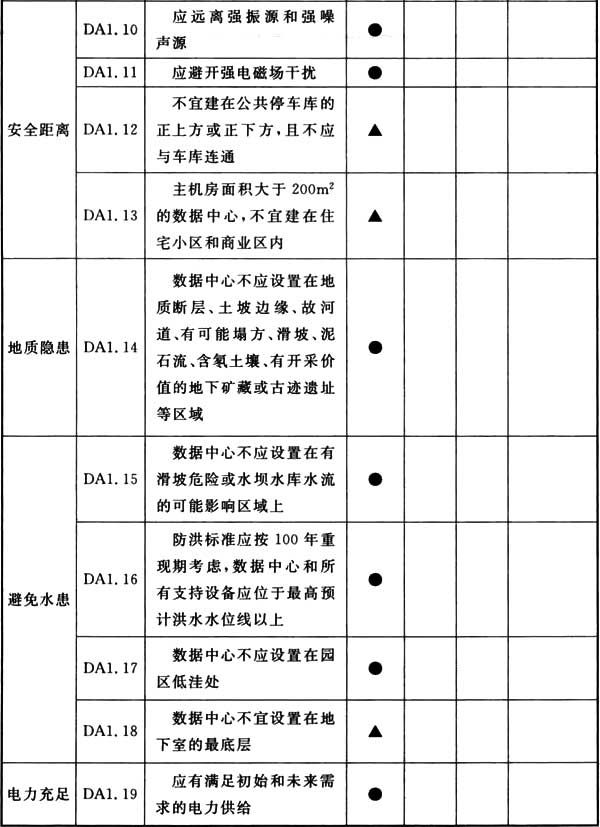 安全距离
DA1.10
应远离强振源和强噪
声源
●
DA1.11
应避开强电磁场干扰
●
DA1.12
不宜建在公共停车库的
正上方或正下方,且不应
与车库连通
▲
DA1.13
主机房面积大于 200m²
的数据中心,不宜建在住
宅小区和商业区内
▲
地质隐患
DA1.14
数据中心不应设置在地
质断层、土坡边缘、故河
道、有可能塌方、滑坡、泥
石流、含氡土壤、有开采价
值的地下矿藏或古迹遗址
等区域
●
避免水患
DA1.15
数据中心不应设置在有
滑坡危险或水坝水库水流
的可能影响区域上
●
DA1.16
防洪标准应按 100 年重
现期考虑,数据中心和所
有支持设备应位于最高预
计洪水水位线以上
●
DA1.17
数据中心不应设置在园
区低洼处
●
DA1.18
数据中心不宜设置在地
下室的最底层
▲
电力充足
DA1.19
应有满足初始和未来需
求的电力供给
●